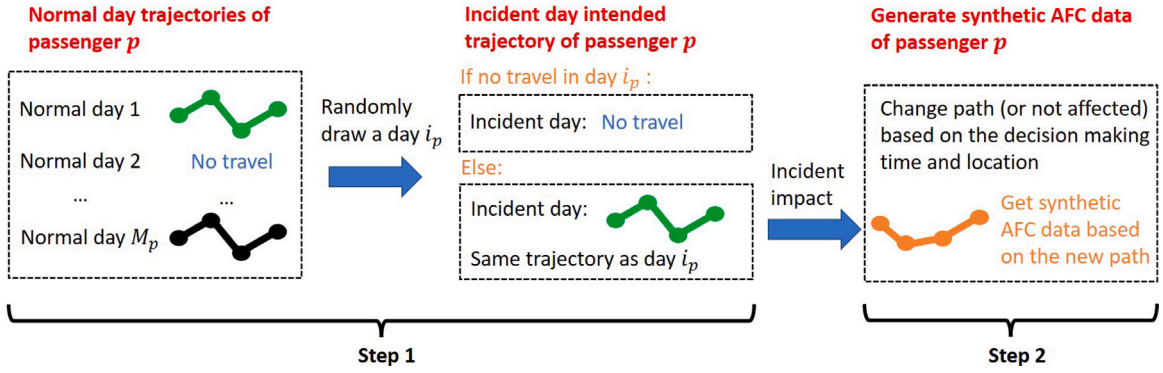 Normal day trajectories of
passenger p
Normal day 1
Normal day 2
No travel
...
...
Normal day M_p
Randomly
draw a day i_p
Incident day intended
trajectory of passenger p
If no travel in day i_p :
Incident day: No travel
Else:
Incident day:
Same trajectory as day i_p
Incident
impact
Generate synthetic AFC data
of passenger p
Change path (or not affected)
based on the decision making
time and location
Get synthetic
AFC data based
on the new path
Step 1
Step 2